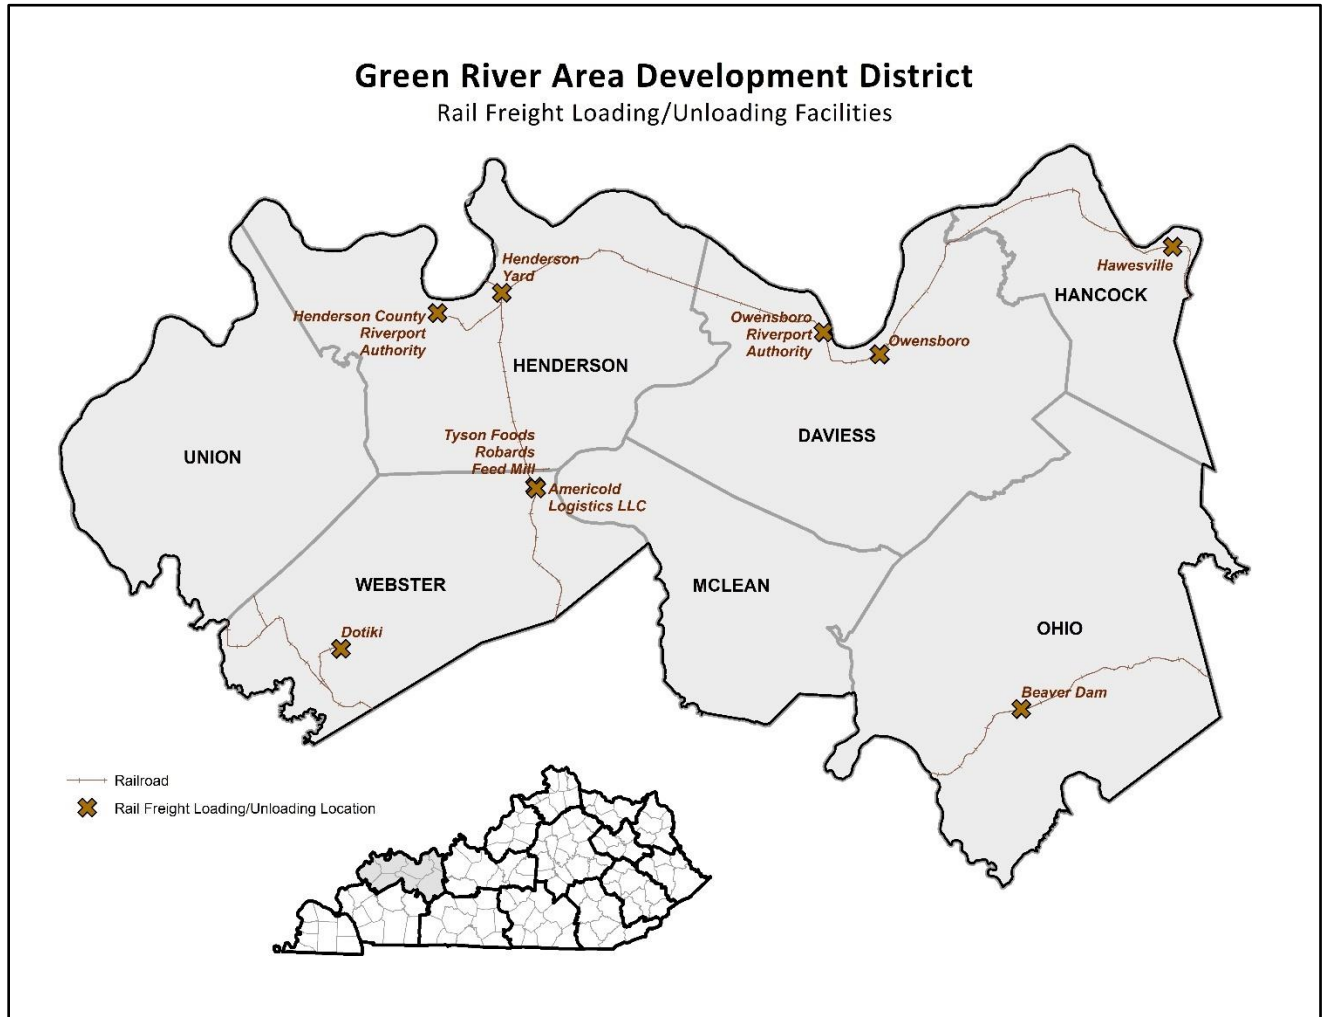 Green River Area Development District
Rail Freight Loading/Unloading Facilities
Henderson
Yard
Hawesville
HANCOCK
Henderson County
Riverport
Authority
Owensboro
Riverport
Authority
Owensboro
HENDERSON
Tyson Foods
Robards
Feed Mill
DAVIESS
UNION
Americold
Logistics LLC
WEBSTER
MCLEAN
Dotiki
OHIO
Beaver Dam
Railroad
Rail Freight Loading/Unloading Location